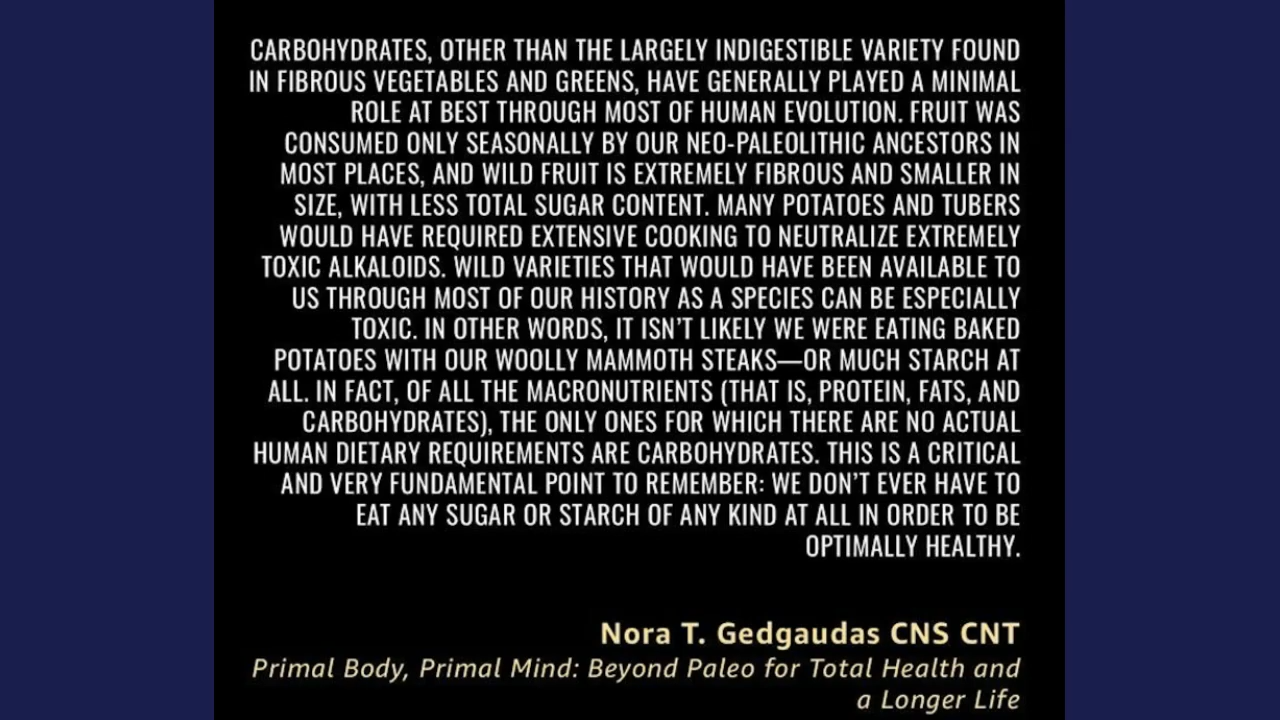 CARBOHYDRATES, OTHER THAN THE LARGELY INDIGESTIBLE VARIETY FOUND
IN FIBROUS VEGETABLES AND GREENS, HAVE GENERALLY PLAYED A MINIMAL
ROLE AT BEST THROUGH MOST OF HUMAN EVOLUTION. FRUIT WAS
CONSUMED ONLY SEASONALLY BY OUR NEO-PALEOLITHIC ANCESTORS IN
MOST PLACES, AND WILD FRUIT IS EXTREMELY FIBROUS AND SMALLER IN
SIZE, WITH LESS TOTAL SUGAR CONTENT. MANY POTATOES AND TUBERS
WOULD HAVE REQUIRED EXTENSIVE COOKING TO NEUTRALIZE EXTREMELY
TOXIC ALKALOIDS. WILD VARIETIES THAT WOULD HAVE BEEN AVAILABLE TO
US THROUGH MOST OF OUR HISTORY AS A SPECIES CAN BE ESPECIALLY
TOXIC. IN OTHER WORDS, IT ISN'T LIKELY WE WERE EATING BAKED
POTATOES WITH OUR WOOLLY MAMMOTH STEAKS—OR MUCH STARCH AT
ALL. IN FACT, OF ALL THE MACRONUTRIENTS (THAT IS, PROTEIN, FATS, AND
CARBOHYDRATES), THE ONLY ONES FOR WHICH THERE ARE NO ACTUAL
HUMAN DIETARY REQUIREMENTS ARE CARBOHYDRATES. THIS IS A CRITICAL
AND VERY FUNDAMENTAL POINT TO REMEMBER: WE DON'T EVER HAVE TO
EAT ANY SUGAR OR STARCH OF ANY KIND AT ALL IN ORDER TO BE
OPTIMALLY HEALTHY.
Nora T. Gedgaudas CNS CNT
Primal Body, Primal Mind: Beyond Paleo for Total Health and
a Longer Life